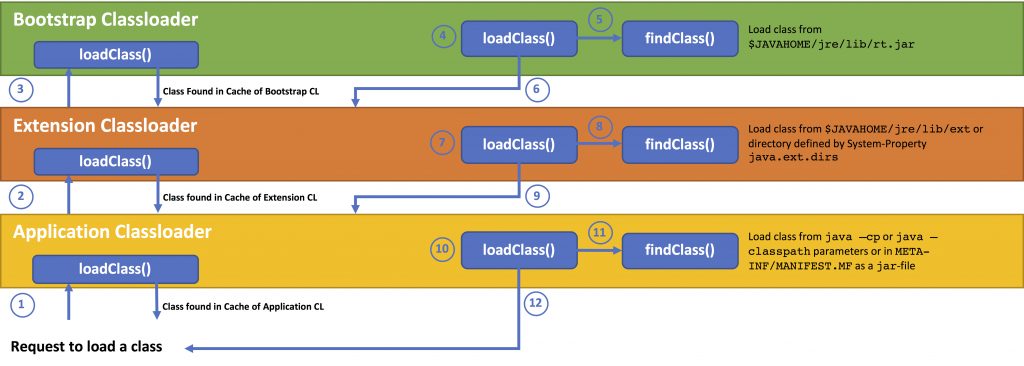 Bootstrap Classloader
loadClass()
3
Class Found in Cache of Bootstrap CL
4
loadClass()
5
findClass()
6
Load class from
$JAVAHOME/jre/lib/rt.jar
Extension Classloader
loadClass()
2
Class found in Cache of Extension CL
7
loadClass()
8
findClass()
9
Load class from $JAVAHOME/jre/lib/ext or
directory defined by System-Property
java.ext.dirs
Application Classloader
loadClass()
1
Class found in Cache of Application CL
10
loadClass()
11
findClass()
12
Load class from java –cp or java –
classpath parameters or in META-
INF/MANIFEST.MF as a jar-file
Request to load a class